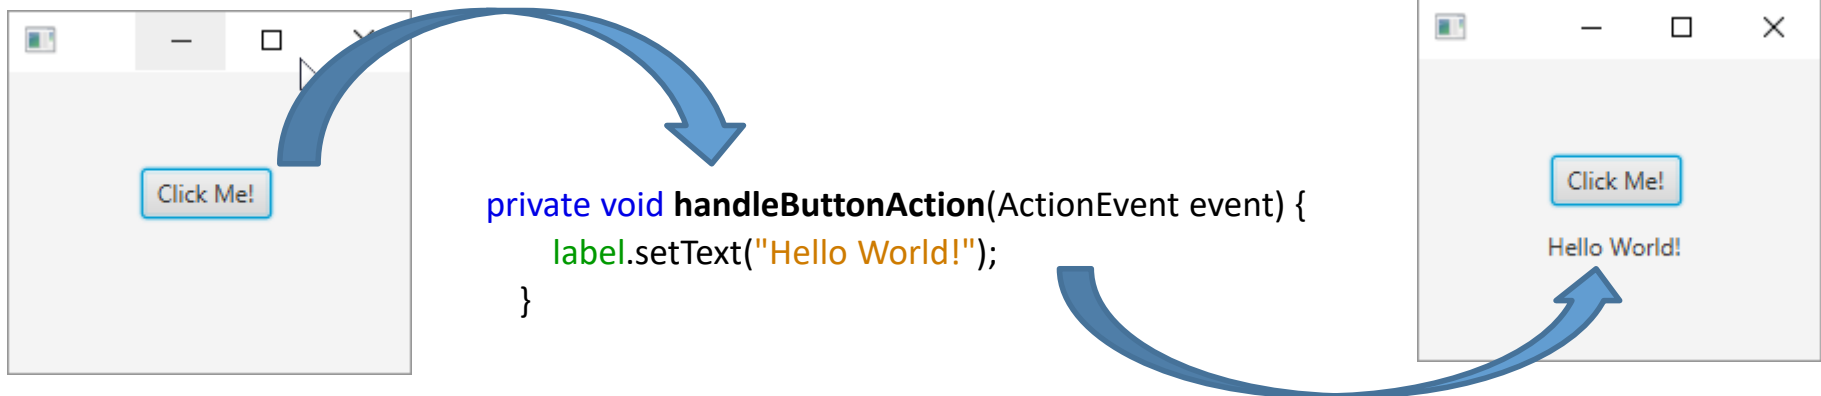 Click Me!
private void handleButtonAction(ActionEvent event) {
label.setText("Hello World!");
}
Click Me!
Hello World!